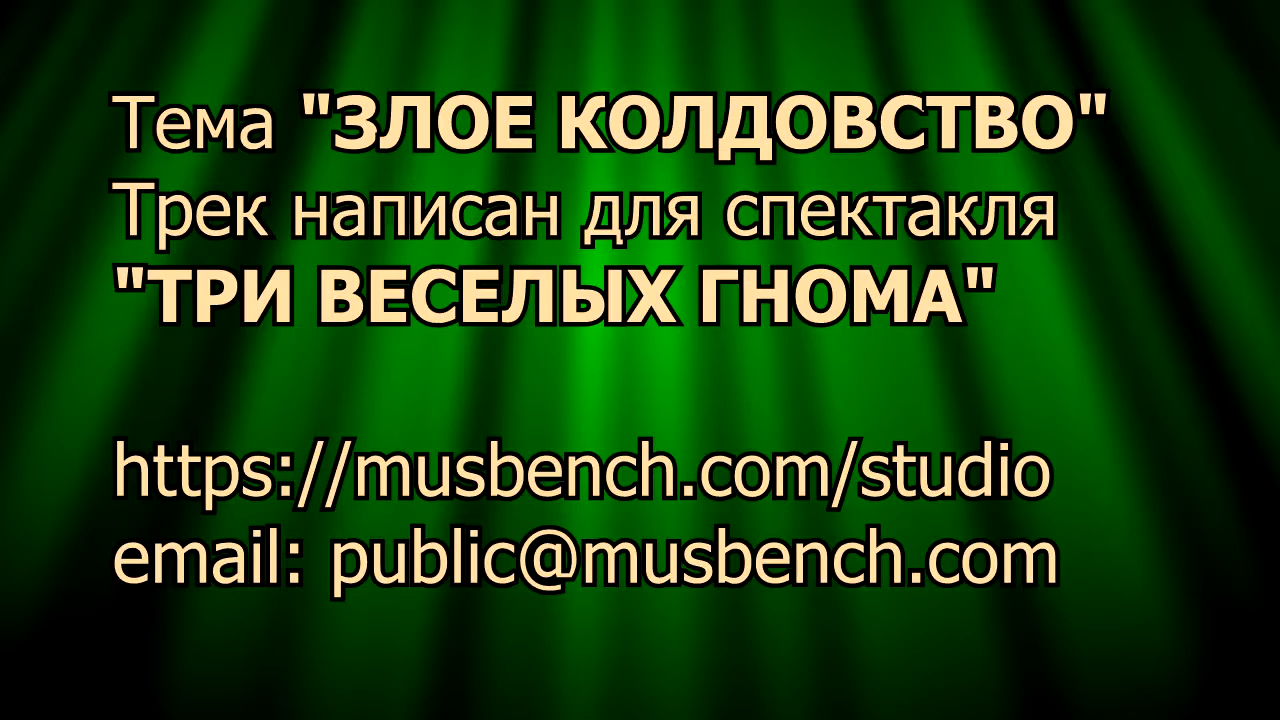 Тема "ЗЛОЕ КОЛДОВСТВО"
Трек написан для спектакля
"ТРИ ВЕСЕЛЫХ ГНОМА"
https://musbench.com/studio
email: public@musbench.com